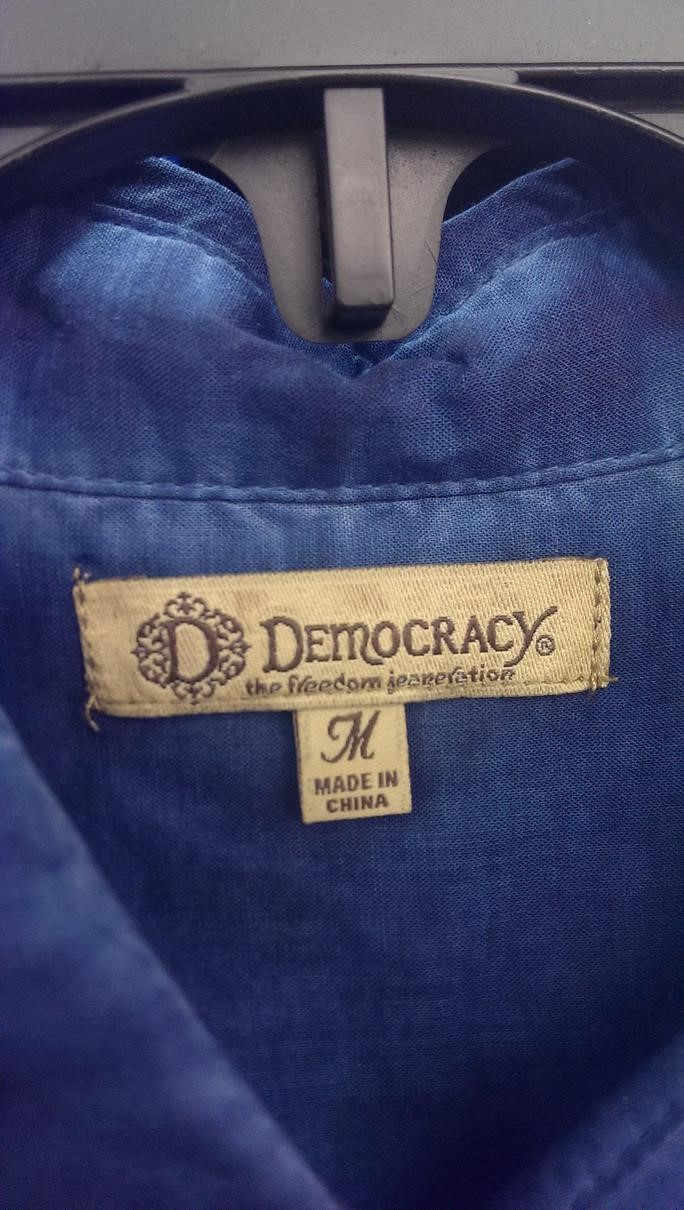 D DEMOCRACY®
the freedom jeaneration
M
MADE IN
CHINA